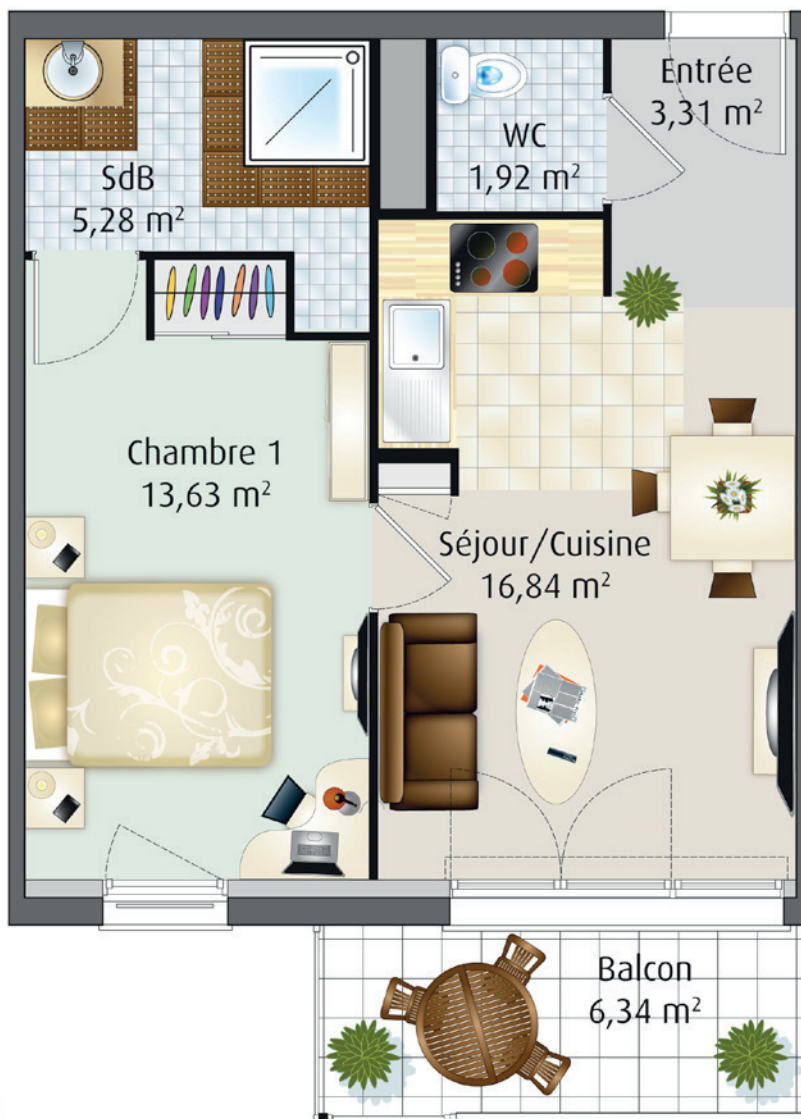 Entrée
3,31 m²
WC
1,92 m²
SdB
5,28 m²
Chambre 1
13,63 m²
Séjour/Cuisine
16,84 m²
Balcon
6,34 m²